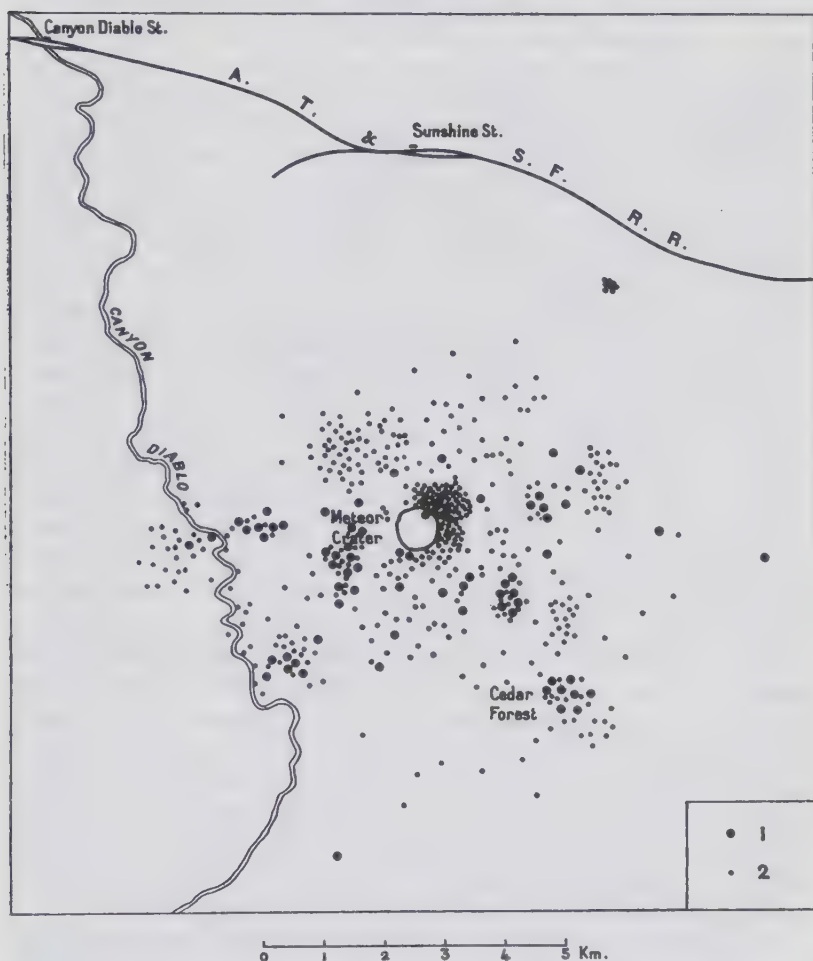 Canyon Diablo St.
A. T. & S. F. R. R.
Sunshine St.
CANYON
DIABLO
Meteor
Crater
Cedar
Forest
1
2
0 1 2 3 4 5 Km.